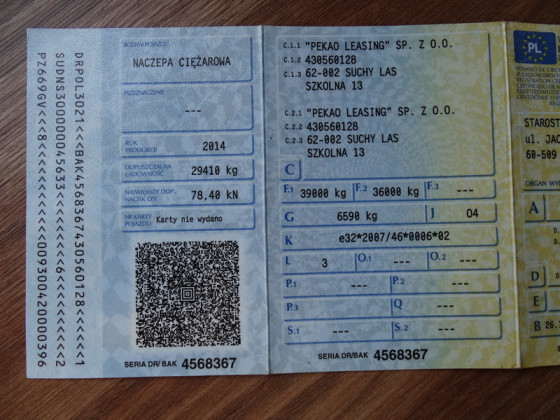 DRPOL3021<<<BAK4568367430560128<<<<<<1
SUDNS300000045633<<<<<<<6<<<<<<<2
PZ669GV<<8<<<<<<<<<<<0093004200003​96
RODZAJ POJAZDU
NACZEPA CIĘŻAROWA
PRZEZNACZENIE
---
ROK PRODUKCJI 2014
DOPUSZCZALNA ŁADOWNOŚĆ 29410 kg
NAJWIĘKSZY DOP. NACISK OSI 78,40 kN
NR KARTY POJAZDU Karty nie wydano
SERIA DR/BAK 4568367
C.1.1 "PEKAO LEASING" SP. Z O.O.
C.1.2 430560128
C.1.3 62-002 SUCHY LAS
SZKOLNA 13
C.2.1 "PEKAO LEASING" SP. Z O.O.
C.2.2 430560128
C.2.3 62-002 SUCHY LAS
SZKOLNA 13
C
F.1 39000 kg F.2 36000 kg F.3 ---
G 6590 kg J 04
K e32*2007/46*0006*02
L 3 O.1 --- O.2 ---
P.1 --- P.2 ---
P.3 --- Q ---
S.1 --- S.2 ---
SERIA DR/BAK 4568367
PL
STAROST
ul. JAC
60-509
ORGAN WY
A
D
E
B 26.